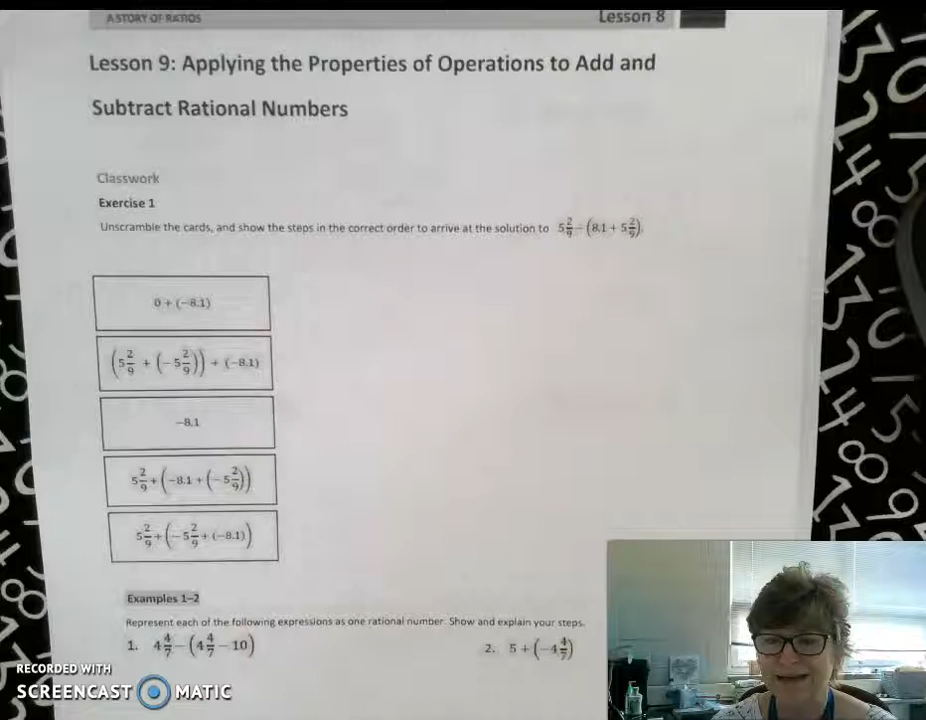 A STORY OF RATIOS
Lesson 8
Lesson 9: Applying the Properties of Operations to Add and
Subtract Rational Numbers
Classwork
Exercise 1
Unscramble the cards, and show the steps in the correct order to arrive at the solution to 5 2/9 − (8.1 + 5 2/9).
0 + (−8.1)
(5 2/9 + (−5 2/9)) + (−8.1)
−8.1
5 2/9 + (−8.1 + (−5 2/9))
5 2/9 + (−5 2/9 + (−8.1))
Examples 1–2
Represent each of the following expressions as one rational number. Show and explain your steps.
1. 4 4/7 − (4 4/7 − 10)
2. 5 + (−4 4/7)
RECORDED WITH
SCREENCAST MATIC